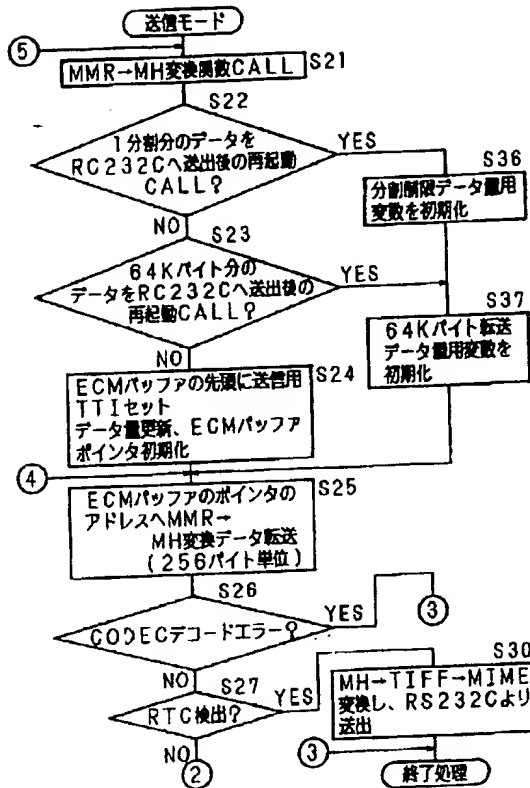 送信モード
⑤
MMR→MH変換関数CALL
S21
S22
1分割分のデータを
RC232Cへ送出後の再起動
CALL?
YES
NO
S36
分割制限データ量用
変数を初期化
S23
64Kバイト分の
データをRC232Cへ送出後の
再起動CALL?
YES
NO
S37
64Kバイト転送
データ量用変数を
初期化
S24
ECMバッファの先頭に送信用
TTIセット
データ量更新、ECMバッファ
ポインタ初期化
④
S25
ECMバッファのポインタの
アドレスへMMR→
MH変換データ転送
(256バイト単位)
S26
CODECデコードエラー?
YES
③
NO
S27
RTC検出?
YES
NO
②
S30
MH→TIFF→MIME
変換し、RS232Cより
送出
③
終了処理